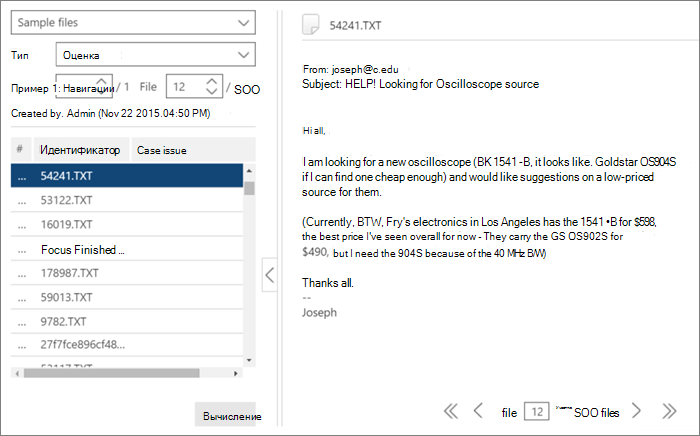 Sample files
Тип Оценка
Пример 1: Навигации / 1 File 12 / SOO
Created by. Admin (Nov 22 2015.04:50 PM)
# Идентификатор Case issue
... 54241.TXT
... 53122.TXT
... 16019.TXT
... Focus Finished ...
... 178987.TXT
... 59013.TXT
... 9782.TXT
... 27f7fce896cf48...
... 53117.TXT
Вычисление
54241.TXT
From: joseph@c.edu
Subject: HELP! Looking for Oscilloscope source
Hi all,
I am looking for a new oscilloscope (BK 1541 -B, it looks like. Goldstar OS904S
if I can find one cheap enough) and would like suggestions on a low-priced
source for them.
(Currently, BTW, Fry's electronics in Los Angeles has the 1541 •B for $598,
the best price I've seen overall for now - They carry the GS OS902S for
$490, but I need the 904S because of the 40 MHz B/W)
Thanks all.
--
Joseph
file 12 SOO files